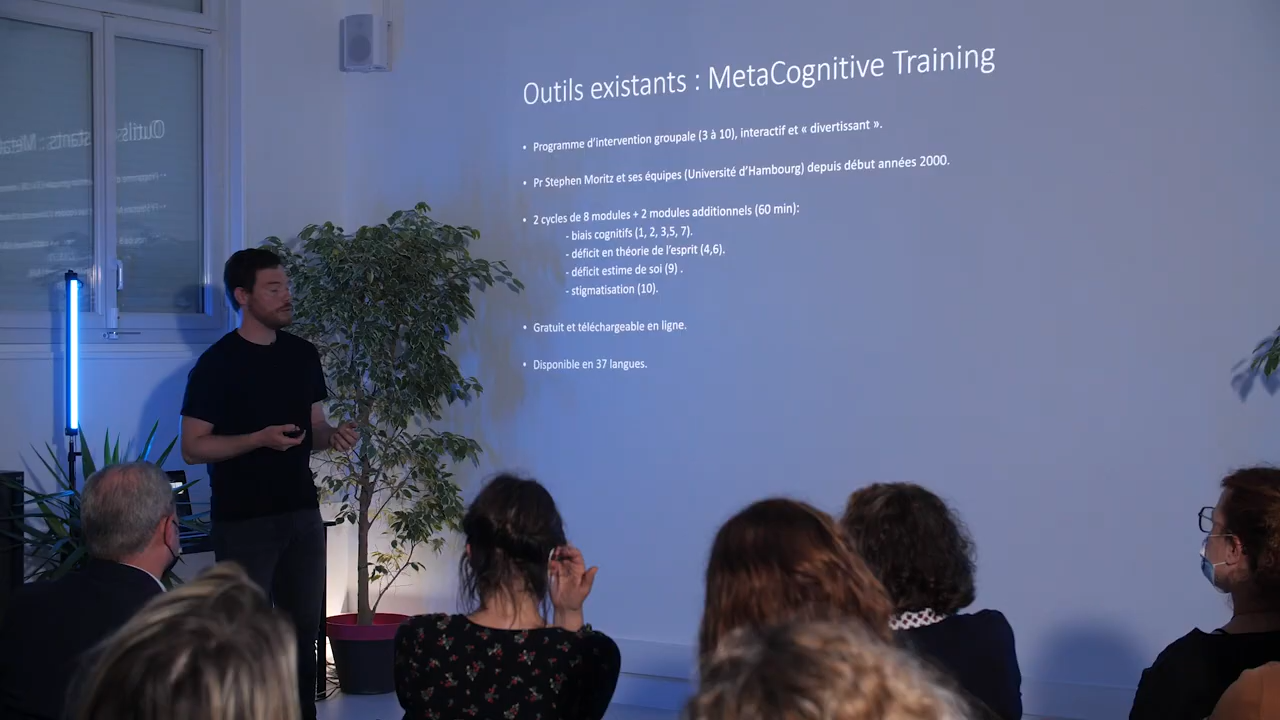 Outils existants : MetaCognitive Training
• Programme d'intervention groupale (3 à 10), interactif et « divertissant ».
• Pr Stephen Moritz et ses équipes (Université d'Hambourg) depuis début années 2000.
• 2 cycles de 8 modules + 2 modules additionnels (60 min):
- biais cognitifs (1, 2, 3,5, 7).
- déficit en théorie de l'esprit (4,6).
- déficit estime de soi (9) .
- stigmatisation (10).
• Gratuit et téléchargeable en ligne.
• Disponible en 37 langues.